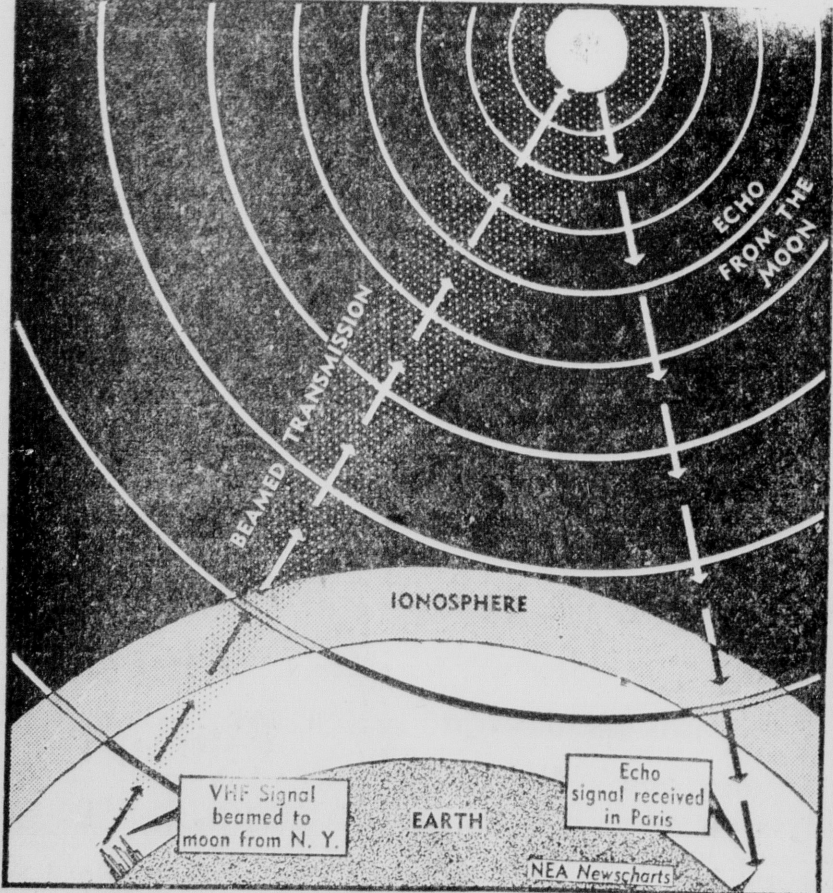 ECHO
FROM THE
MOON
BEAMED TRANSMISSION
IONOSPHERE
VHF Signal
beamed to
moon from N. Y.
EARTH
Echo
signal received
in Paris
NEA Newscharts